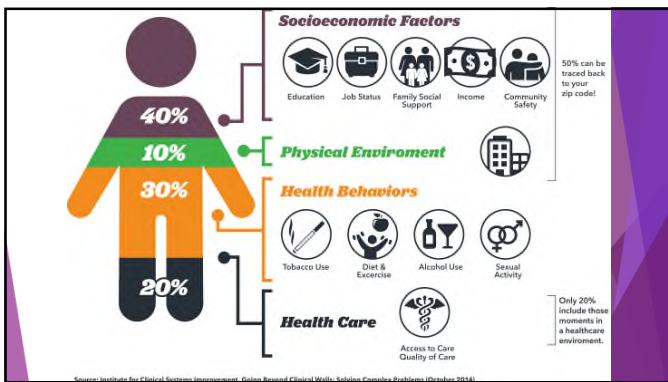 Socioeconomic Factors
Education
Job Status
Family Social
Support
Income
Community
Safety
50% can be
traced back
to your
zip code!
40%
10%
Physical Enviroment
30%
Health Behaviors
Tobacco Use
Diet &
Excercise
Alcohol Use
Sexual
Activity
20%
Health Care
Access to Care
Quality of Care
Only 20%
include those
moments in
a healthcare
enviroment.
Source: Institute for Clinical Systems Improvement, Going Beyond Clinical Walls: Solving Complex Problems (October 2014)